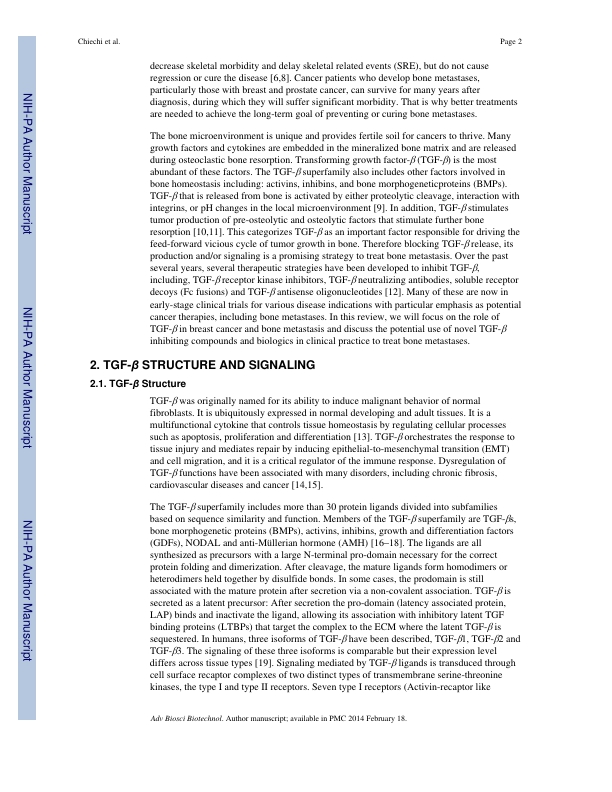 Chiechi et al.
Page 2
decrease skeletal morbidity and delay skeletal related events (SRE), but do not cause
regression or cure the disease [6,8]. Cancer patients who develop bone metastases,
particularly those with breast and prostate cancer, can survive for many years after
diagnosis, during which they will suffer significant morbidity. That is why better treatments
are needed to achieve the long-term goal of preventing or curing bone metastases.
The bone microenvironment is unique and provides fertile soil for cancers to thrive. Many
growth factors and cytokines are embedded in the mineralized bone matrix and are released
during osteoclastic bone resorption. Transforming growth factor-β (TGF-β) is the most
abundant of these factors. The TGF-β superfamily also includes other factors involved in
bone homeostasis including: activins, inhibins, and bone morphogeneticproteins (BMPs).
TGF-β that is released from bone is activated by either proteolytic cleavage, interaction with
integrins, or pH changes in the local microenvironment [9]. In addition, TGF-β stimulates
tumor production of pre-osteolytic and osteolytic factors that stimulate further bone
resorption [10,11]. This categorizes TGF-β as an important factor responsible for driving the
feed-forward vicious cycle of tumor growth in bone. Therefore blocking TGF-β release, its
production and/or signaling is a promising strategy to treat bone metastasis. Over the past
several years, several therapeutic strategies have been developed to inhibit TGF-β,
including, TGF-β receptor kinase inhibitors, TGF-β neutralizing antibodies, soluble receptor
decoys (Fc fusions) and TGF-β antisense oligonucleotides [12]. Many of these are now in
early-stage clinical trials for various disease indications with particular emphasis as potential
cancer therapies, including bone metastases. In this review, we will focus on the role of
TGF-β in breast cancer and bone metastasis and discuss the potential use of novel TGF-β
inhibiting compounds and biologics in clinical practice to treat bone metastases.
2. TGF-β STRUCTURE AND SIGNALING
2.1. TGF-β Structure
TGF-β was originally named for its ability to induce malignant behavior of normal
fibroblasts. It is ubiquitously expressed in normal developing and adult tissues. It is a
multifunctional cytokine that controls tissue homeostasis by regulating cellular processes
such as apoptosis, proliferation and differentiation [13]. TGF-β orchestrates the response to
tissue injury and mediates repair by inducing epithelial-to-mesenchymal transition (EMT)
and cell migration, and it is a critical regulator of the immune response. Dysregulation of
TGF-β functions have been associated with many disorders, including chronic fibrosis,
cardiovascular diseases and cancer [14,15].
The TGF-β superfamily includes more than 30 protein ligands divided into subfamilies
based on sequence similarity and function. Members of the TGF-β superfamily are TGF-βs,
bone morphogenetic proteins (BMPs), activins, inhibins, growth and differentiation factors
(GDFs), NODAL and anti-Müllerian hormone (AMH) [16–18]. The ligands are all
synthesized as precursors with a large N-terminal pro-domain necessary for the correct
protein folding and dimerization. After cleavage, the mature ligands form homodimers or
heterodimers held together by disulfide bonds. In some cases, the prodomain is still
associated with the mature protein after secretion via a non-covalent association. TGF-β is
secreted as a latent precursor: After secretion the pro-domain (latency associated protein,
LAP) binds and inactivate the ligand, allowing its association with inhibitory latent TGF
binding proteins (LTBPs) that target the complex to the ECM where the latent TGF-β is
sequestered. In humans, three isoforms of TGF-β have been described, TGF-β1, TGF-β2 and
TGF-β3. The signaling of these three isoforms is comparable but their expression level
differs across tissue types [19]. Signaling mediated by TGF-β ligands is transduced through
cell surface recaptor complexes of two distinct types of transmembrane serine-threonine
kinases, the type I and type II receptors. Seven type I receptors (Activin-recaptor like
Adv Biosci Biotechnol. Author manuscript; available in PMC 2014 February 18.
NIH-PA Author Manuscript
NIH-PA Author Manuscript
NIH-PA Author Manuscript